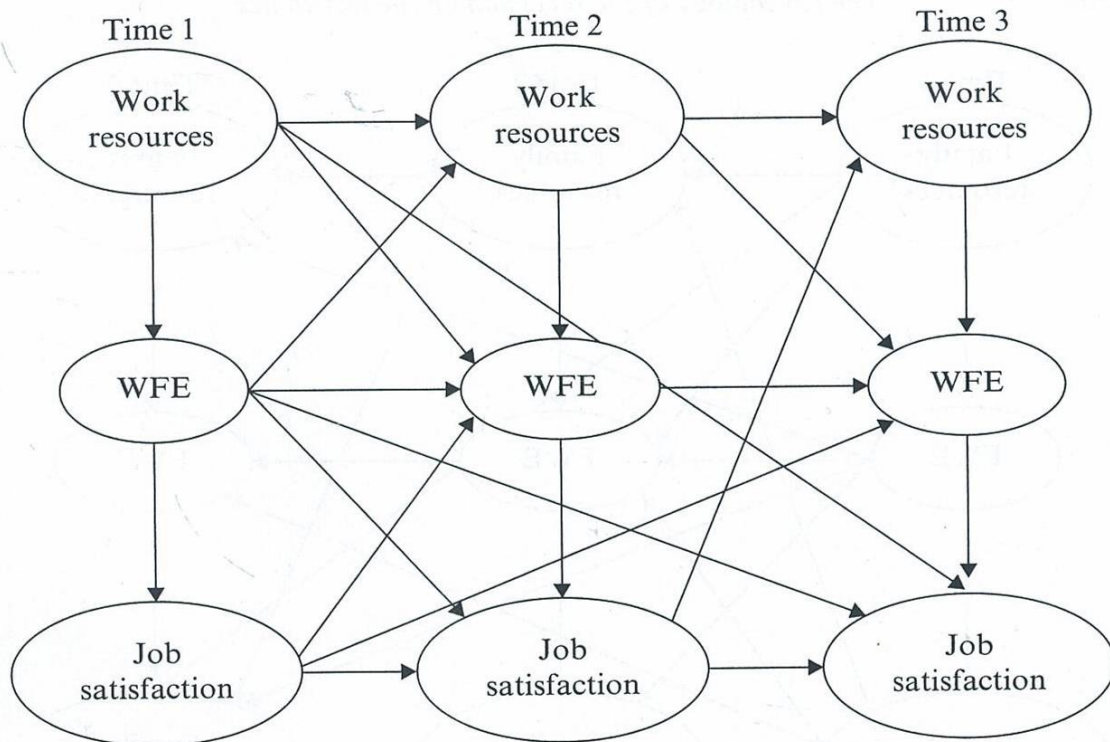 Time 1
Time 2
Time 3
Work
resources
Work
resources
Work
resources
WFE
WFE
WFE
Job
satisfaction
Job
satisfaction
Job
satisfaction